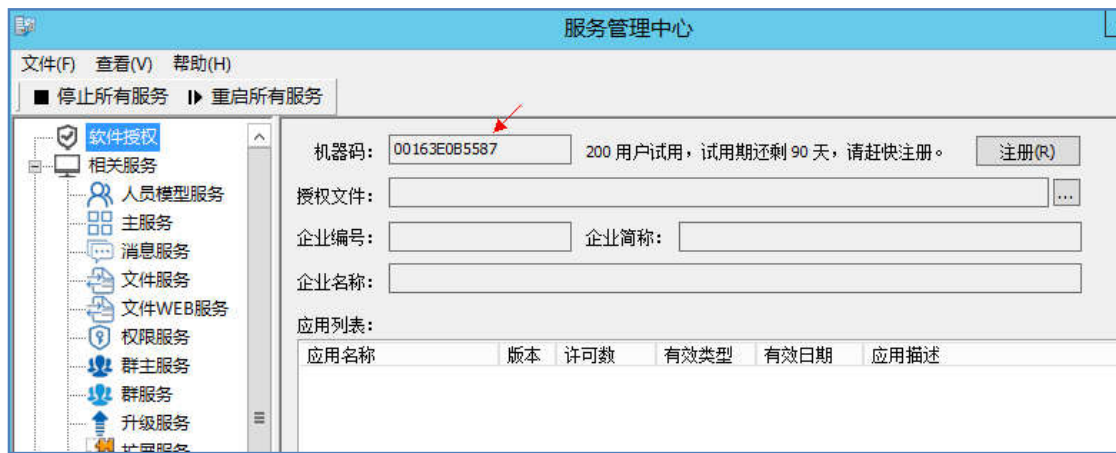 服务管理中心
文件(F) 查看(V) 帮助(H)
停止所有服务 重启所有服务
软件授权
相关服务
人员模型服务
主服务
消息服务
文件服务
文件WEB服务
权限服务
群主服务
群服务
升级服务
扩展服务
机器码： 00163E0B5587 200 用户试用，试用期还剩 90 天，请赶快注册。 注册(R)
授权文件： ...
企业编号： 企业简称：
企业名称：
应用列表：
应用名称 版本 许可数 有效类型 有效日期 应用描述